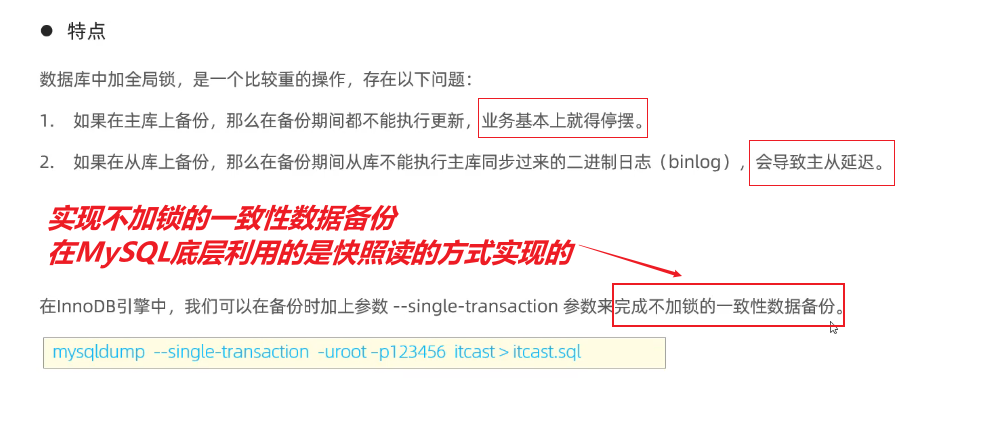 ● 特点
数据库中加全局锁，是一个比较重的操作，存在以下问题：
1. 如果在主库上备份，那么在备份期间都不能执行更新，业务基本上就得停摆。
2. 如果在从库上备份，那么在备份期间从库不能执行主库同步过来的二进制日志（binlog），会导致主从延迟。
实现不加锁的一致性数据备份
在MySQL底层利用的是快照读的方式实现的
在InnoDB引擎中，我们可以在备份时加上参数 --single-transaction 参数来完成不加锁的一致性数据备份。
mysqldump --single-transaction -uroot –p123456 itcast > itcast.sql